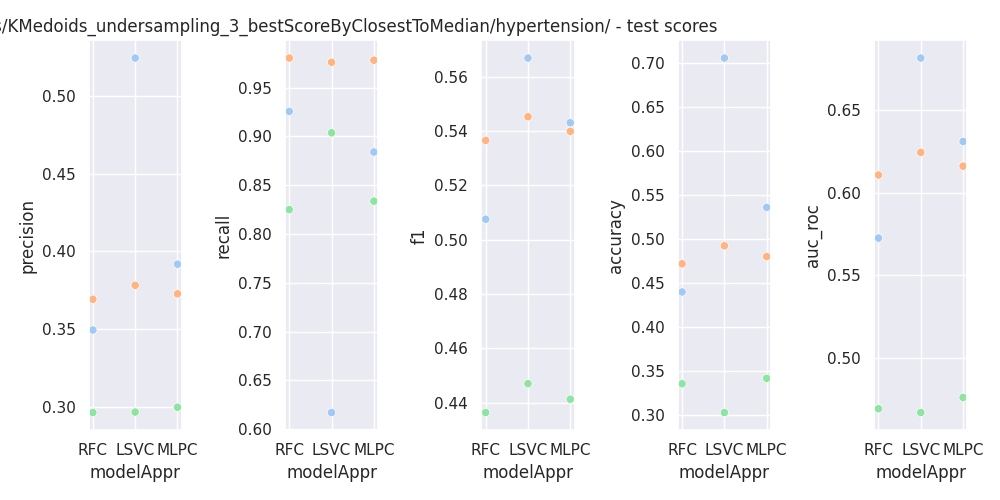 s/KMedoids_undersampling_3_bestScoreByClosestToMedian/hypertension/ - test scores
precision
0.50
0.45
0.40
0.35
0.30
RFC LSVC MLPC
modelAppr
recall
0.95
0.90
0.85
0.80
0.75
0.70
0.65
0.60
RFC LSVC MLPC
modelAppr
f1
0.56
0.54
0.52
0.50
0.48
0.46
0.44
RFC LSVC MLPC
modelAppr
accuracy
0.70
0.65
0.60
0.55
0.50
0.45
0.40
0.35
0.30
RFC LSVC MLPC
modelAppr
auc_roc
0.65
0.60
0.55
0.50
RFC LSVC MLPC
modelAppr